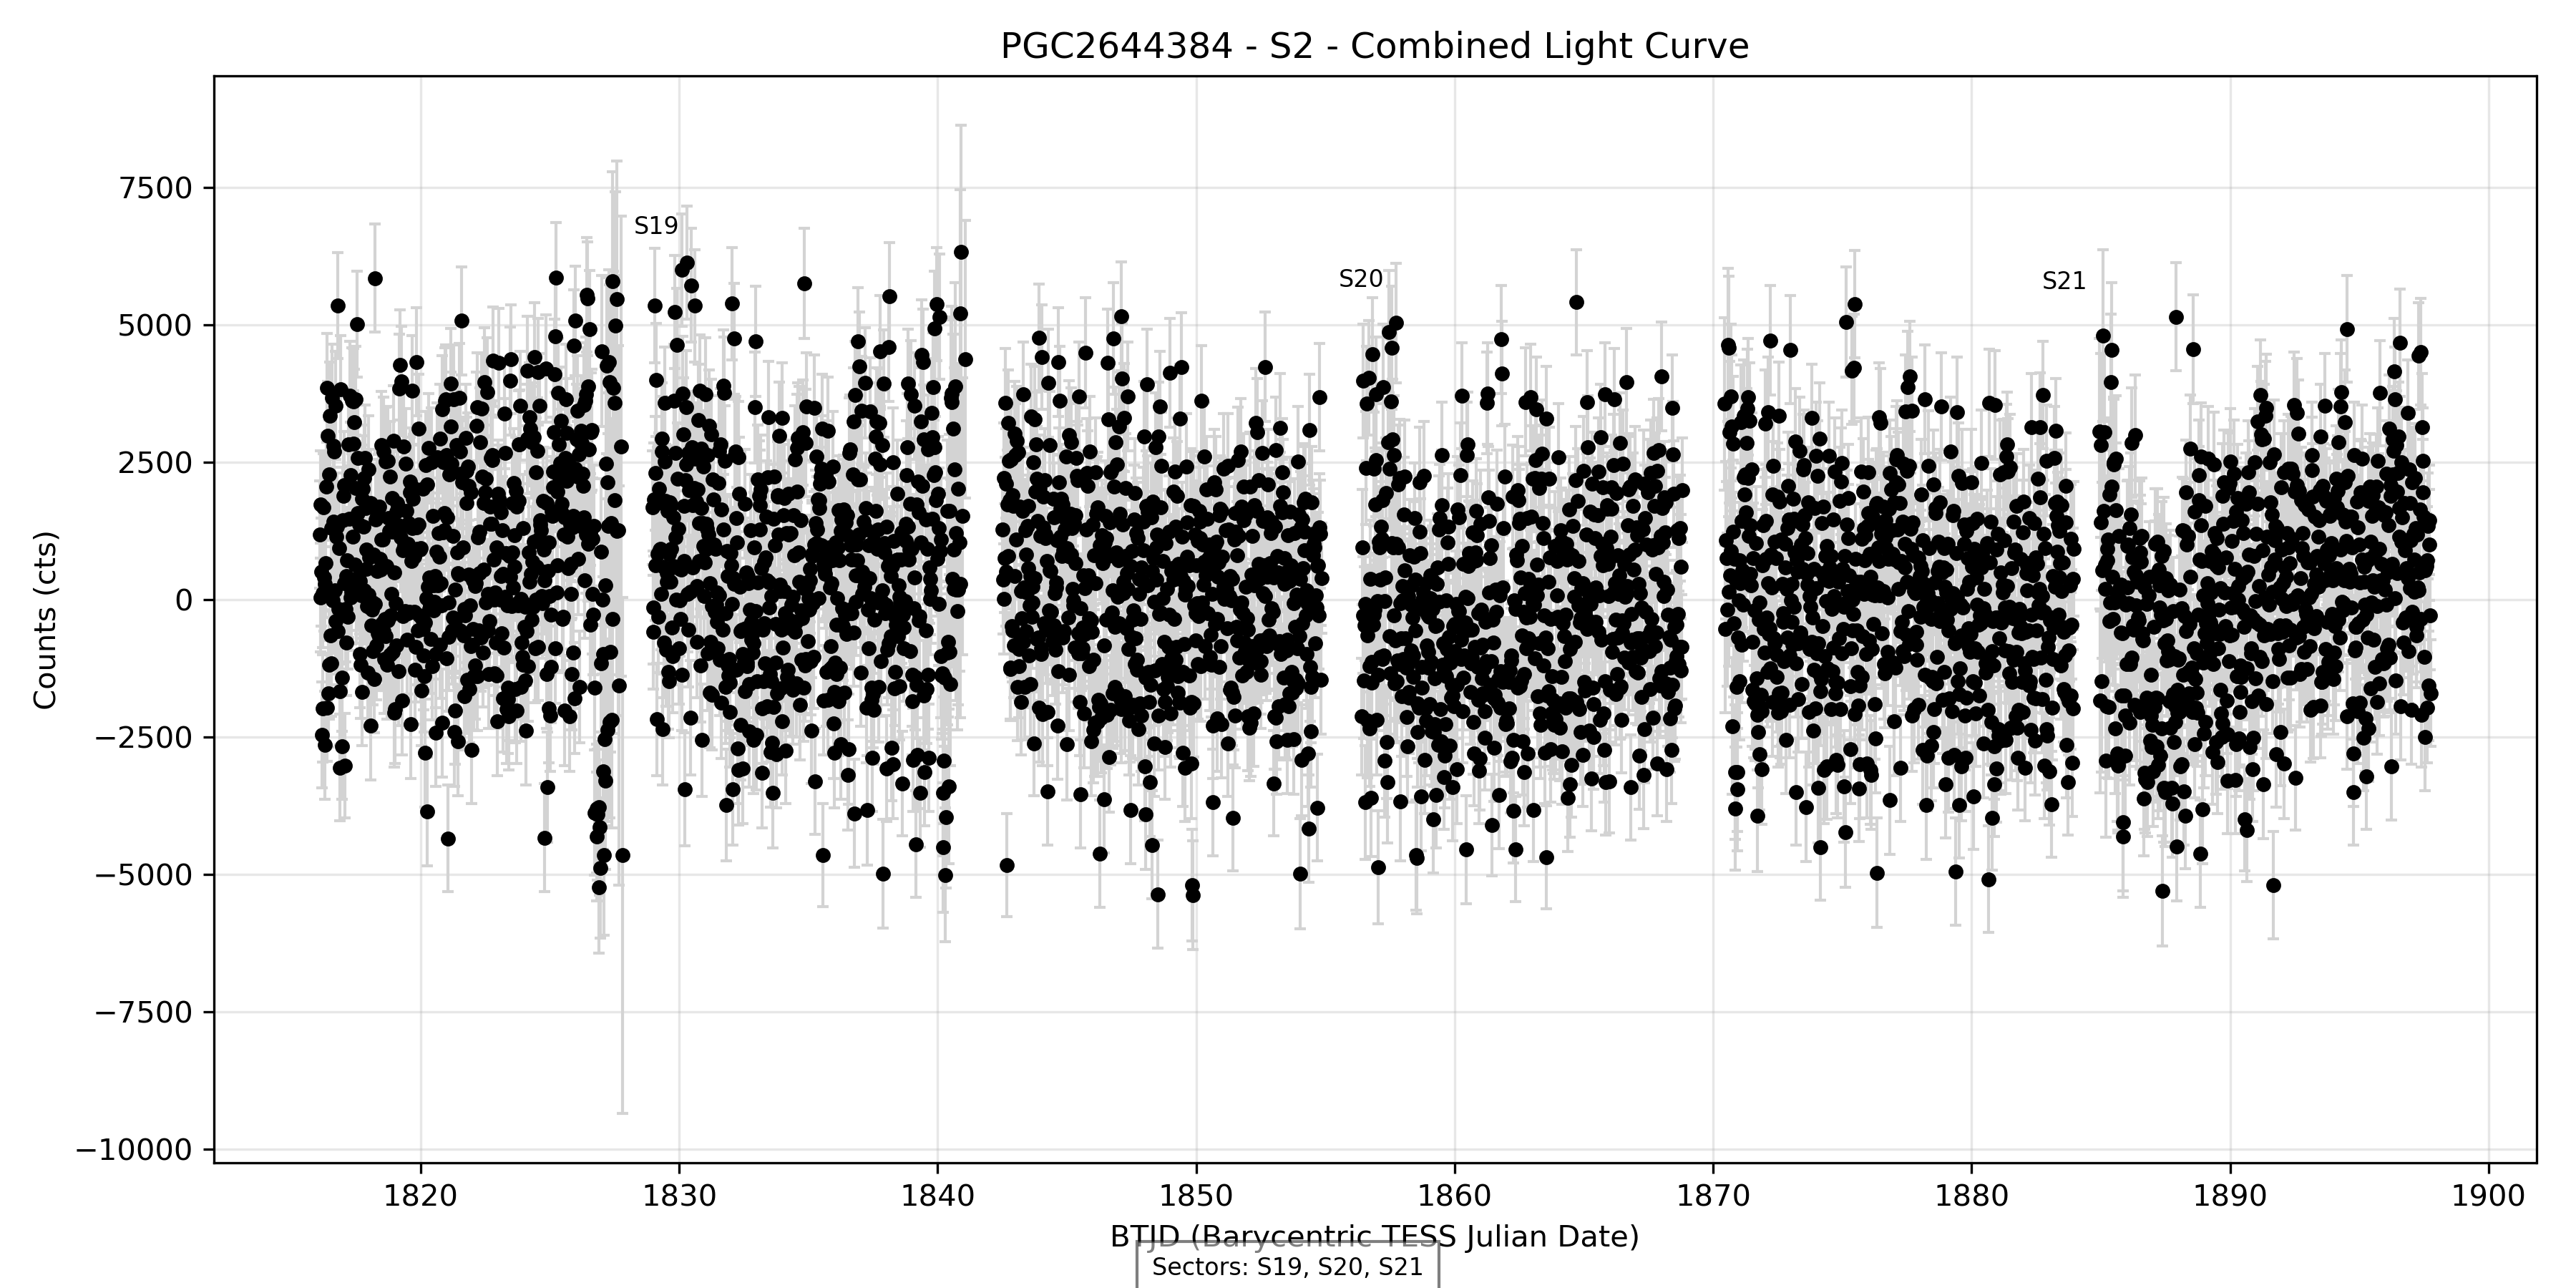 PGC2644384 - S2 - Combined Light Curve
Counts (cts)
7500
5000
2500
0
−2500
−5000
−7500
−10000
S19
S20
S21
1820 1830 1840 1850 1860 1870 1880 1890 1900
BTJD (Barycentric TESS Julian Date)
Sectors: S19, S20, S21